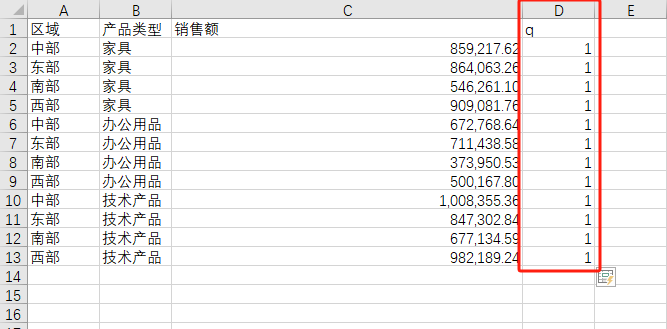 A B C D E
1 区域 产品类型 销售额 q
2 中部 家具 859,217.62 1
3 东部 家具 864,063.26 1
4 南部 家具 546,261.10 1
5 西部 家具 909,081.76 1
6 中部 办公用品 672,768.64 1
7 东部 办公用品 711,438.58 1
8 南部 办公用品 373,950.53 1
9 西部 办公用品 500,167.80 1
10 中部 技术产品 1,008,355.36 1
11 东部 技术产品 847,302.84 1
12 南部 技术产品 677,134.59 1
13 西部 技术产品 982,189.24 1
14
15
16